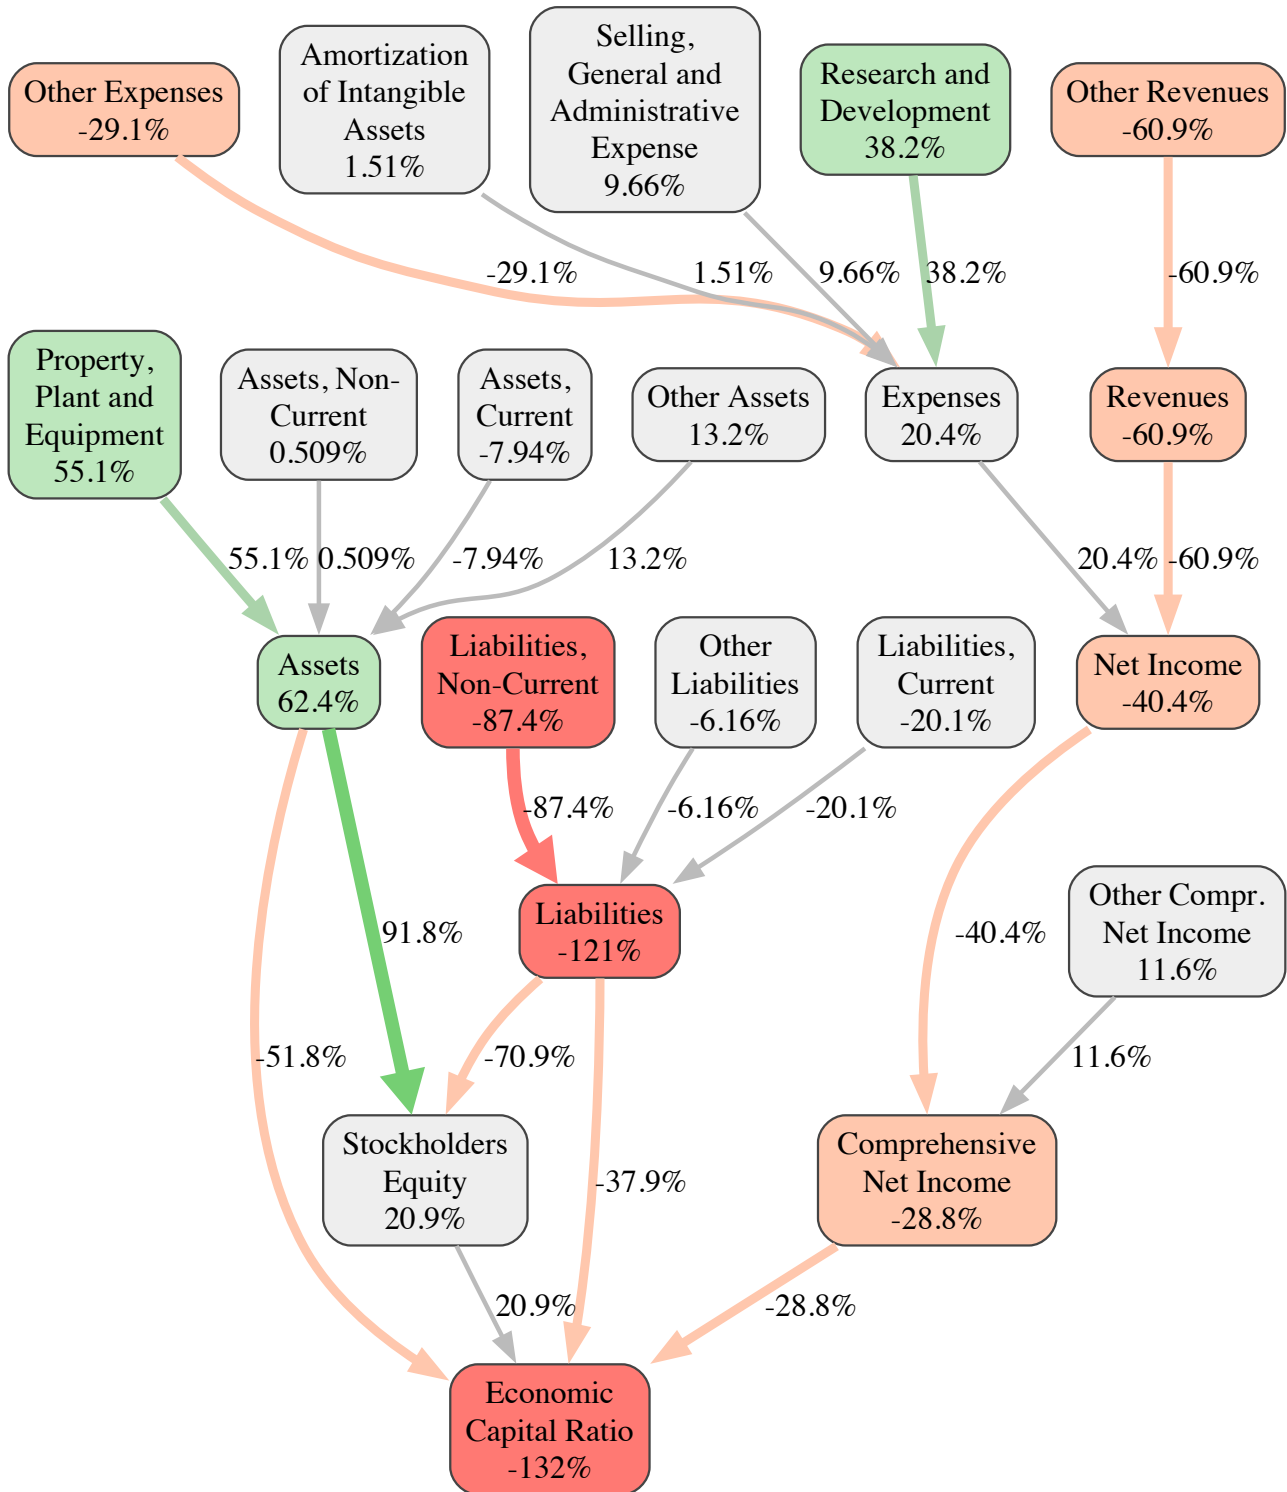 Other Expenses
-29.1%
Amortization
of Intangible
Assets
1.51%
Selling,
General and
Administrative
Expense
9.66%
Research and
Development
38.2%
Other Revenues
-60.9%
-29.1%
1.51%
9.66%
38.2%
-60.9%
Property,
Plant and
Equipment
55.1%
Assets, Non-
Current
0.509%
Assets,
Current
-7.94%
Other Assets
13.2%
Expenses
20.4%
Revenues
-60.9%
55.1%
0.509%
-7.94%
13.2%
20.4%
-60.9%
Assets
62.4%
Liabilities,
Non-Current
-87.4%
Other
Liabilities
-6.16%
Liabilities,
Current
-20.1%
Net Income
-40.4%
-87.4%
-6.16%
-20.1%
91.8%
Liabilities
-121%
-40.4%
Other Compr.
Net Income
11.6%
-51.8%
-70.9%
11.6%
Stockholders
Equity
20.9%
-37.9%
Comprehensive
Net Income
-28.8%
20.9%
-28.8%
Economic
Capital Ratio
-132%